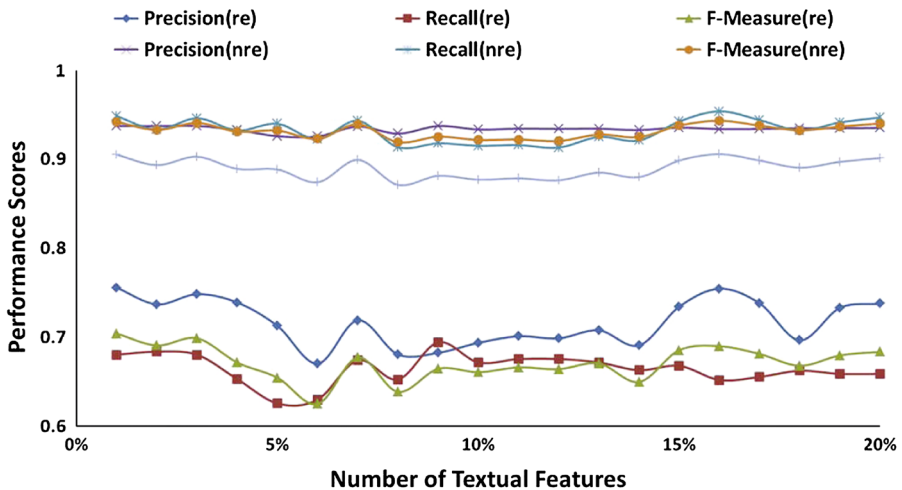 Precision(re) Recall(re) F-Measure(re)
Precision(nre) Recall(nre) F-Measure(nre)
1
0.9
0.8
0.7
0.6
0% 5% 10% 15% 20%
Performance Scores
Number of Textual Features